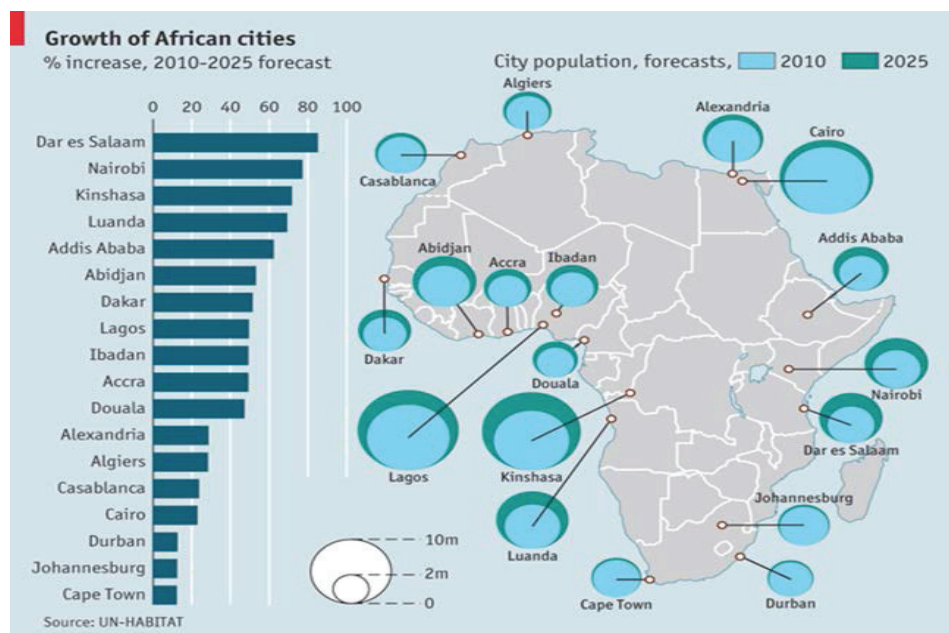 Growth of African cities
% increase, 2010-2025 forecast
City population, forecasts, 2010 2025
0 20 40 60 80 100
Dar es Salaam
Nairobi
Kinshasa
Luanda
Addis Ababa
Abidjan
Dakar
Lagos
Ibadan
Accra
Douala
Alexandria
Algiers
Casablanca
Cairo
Durban
Johannesburg
Cape Town
Source: UN-HABITAT
10m
2m
0
Algiers
Alexandria
Cairo
Casablanca
Addis Ababa
Abidjan
Accra
Ibadan
Dakar
Douala
Nairobi
Dar es Salaam
Lagos
Kinshasa
Johannesburg
Luanda
Cape Town
Durban